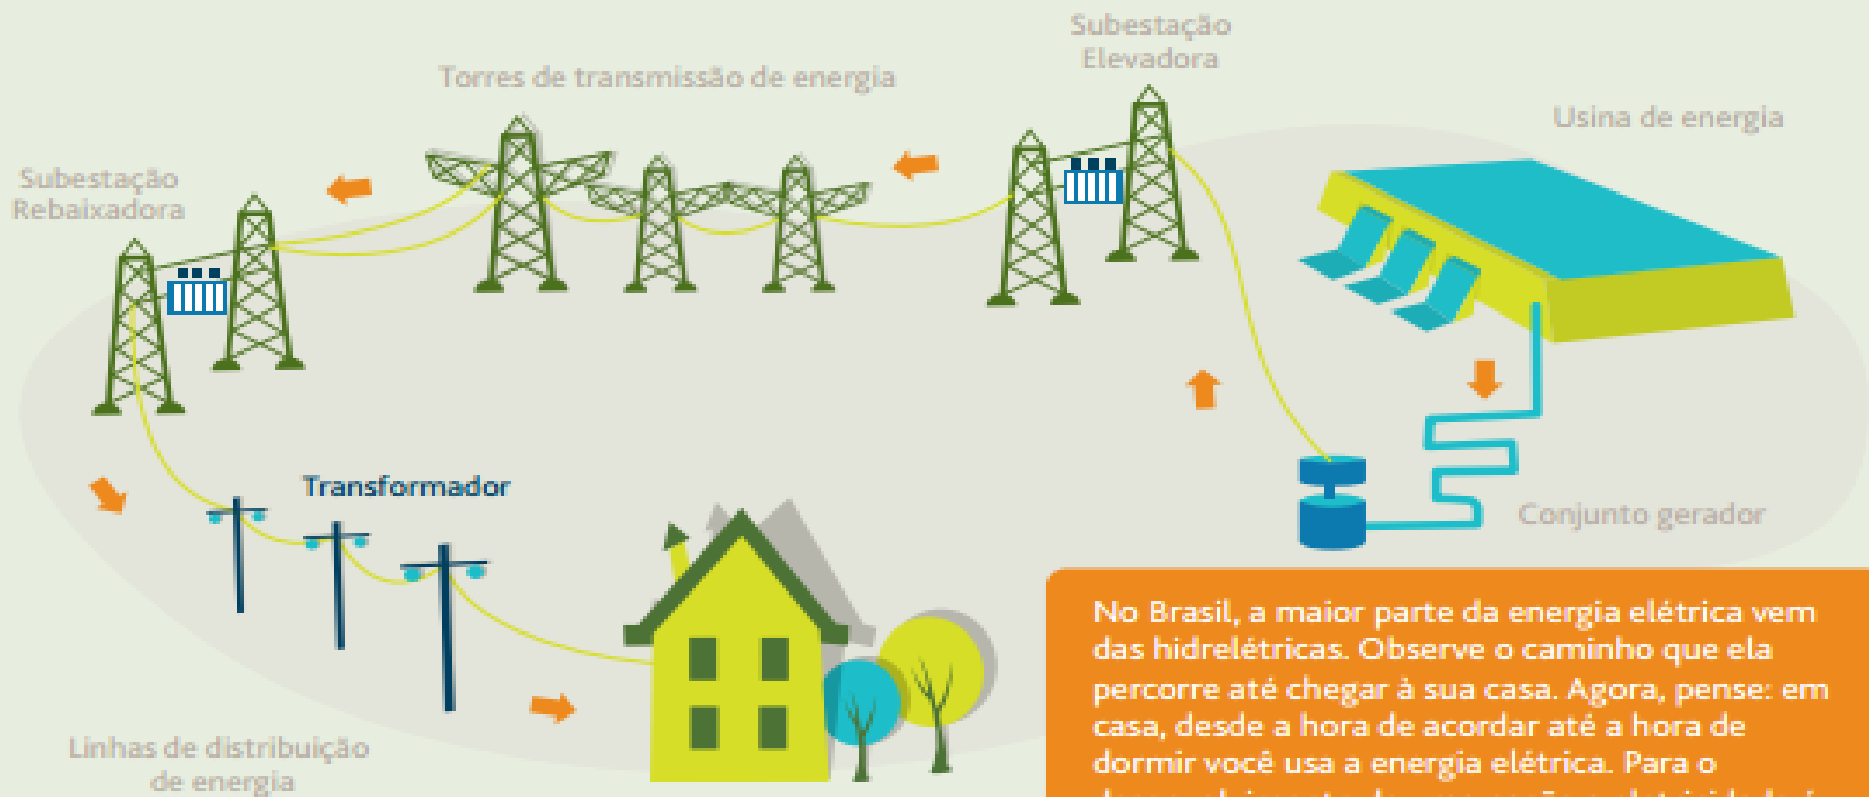 Subestação
Elevadora
Torres de transmissão de energia
Usina de energia
Subestação
Rebaixadora
Transformador
Conjunto gerador
Linhas de distribuição
de energia
No Brasil, a maior parte da energia elétrica vem
das hidrelétricas. Observe o caminho que ela
percorre até chegar à sua casa. Agora, pense: em
casa, desde a hora de acordar até a hora de
dormir você usa a energia elétrica. Para o